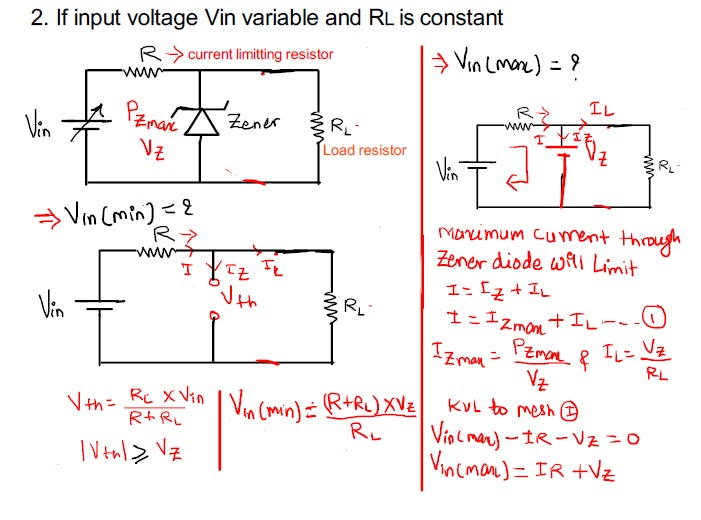 2. If input voltage Vin variable and RL is constant
R → current limitting resistor
Vin
Pzmax
Vz
Zener
RL
Load resistor
⇒ Vin(min) = ?
R →
I
Iz
IL
Vin
Vth
RL
Vth = RL × Vin / R + RL
|Vth| ≥ Vz
Vin(min) = (R+RL) × Vz / RL
⇒ Vin(max) = ?
R →
IL
I
Iz
Vz
Vin
RL
Maximum current through
Zener diode will Limit
I = Iz + IL
I = Izmax + IL ---- ①
Izmax = Pzmax / Vz & IL = Vz / RL
KVL to mesh Ⓘ
Vin(max) - IR - Vz = 0
Vin(max) = IR + Vz